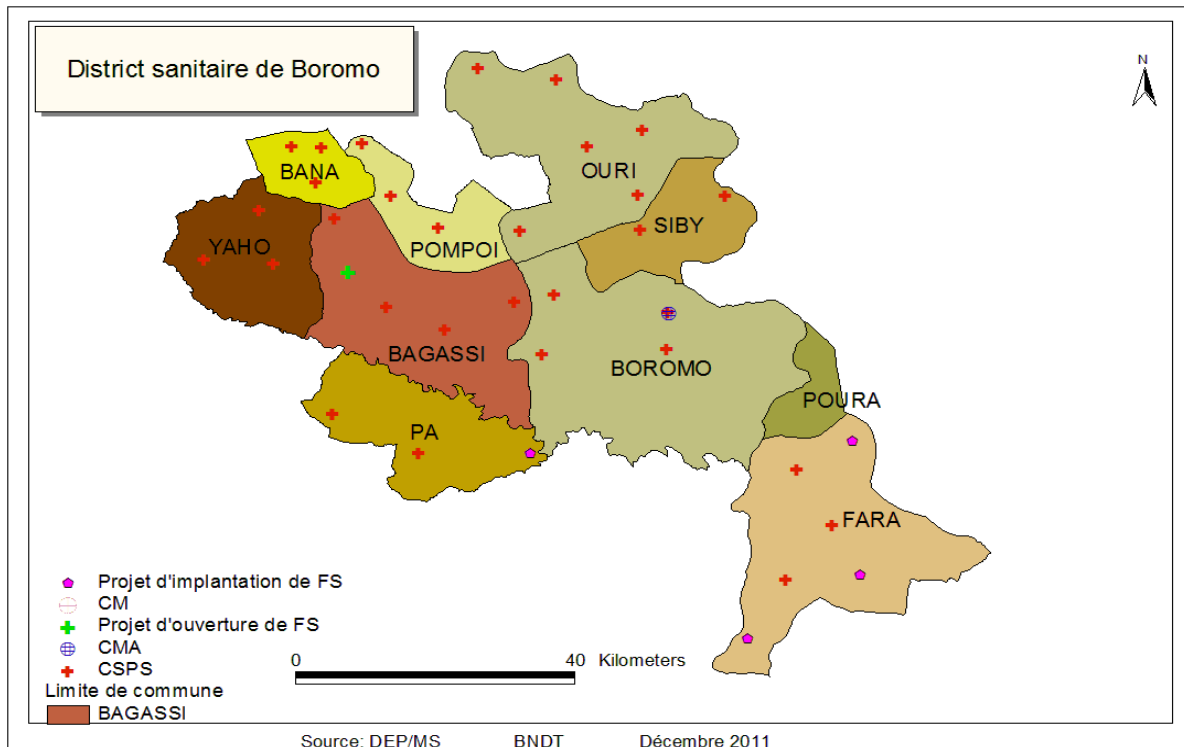 District sanitaire de Boromo
N
BANA
OURI
SIBY
YAHO
POMPOI
BAGASSI
BOROMO
POURA
PA
FARA
Projet d'implantation de FS
CM
Projet d'ouverture de FS
CMA
CSPS
Limite de commune
BAGASSI
0 40 Kilometers
Source: DEP/MS BNDT Décembre 2011